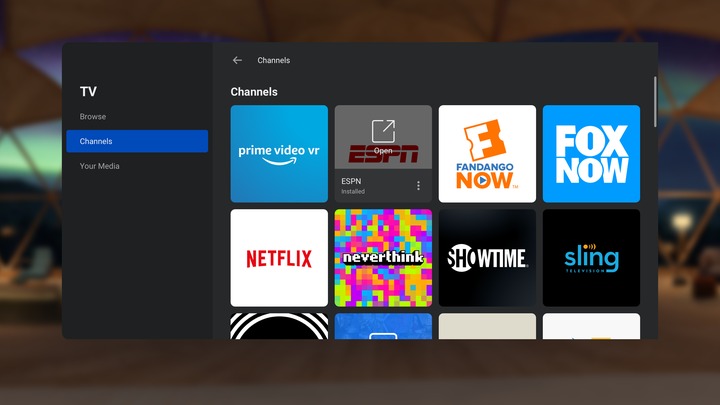 Channels
TV
Browse
Channels
Your Media
Channels
prime video vr
ESPN
Open
ESPN
Installed
FANDANGO
NOW
TM
FOX
NOW
NETFLIX
neverthink
SHOWTIME
sling
TELEVISION